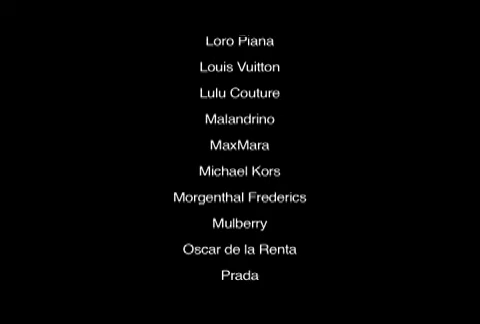 Loro Piana
Louis Vuitton
Lulu Couture
Malandrino
MaxMara
Michael Kors
Morgenthal Frederics
Mulberry
Oscar de la Renta
Prada